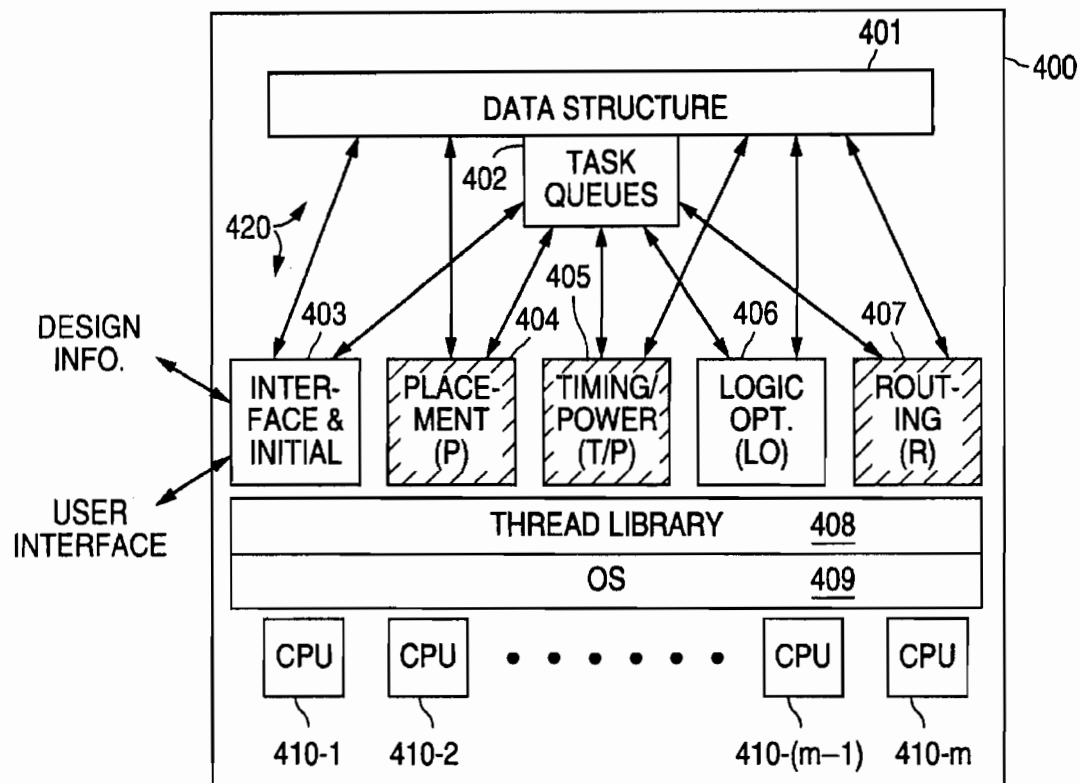 401
400
DATA STRUCTURE
402
TASK
QUEUES
420
405
403
404
406
407
DESIGN
INFO.
INTER-
FACE &
INITIAL
PLACE-
MENT
(P)
TIMING/
POWER
(T/P)
LOGIC
OPT.
(LO)
ROUT-
ING
(R)
USER
INTERFACE
THREAD LIBRARY 408
OS 409
CPU CPU CPU CPU
410-1 410-2 410-(m−1) 410-m